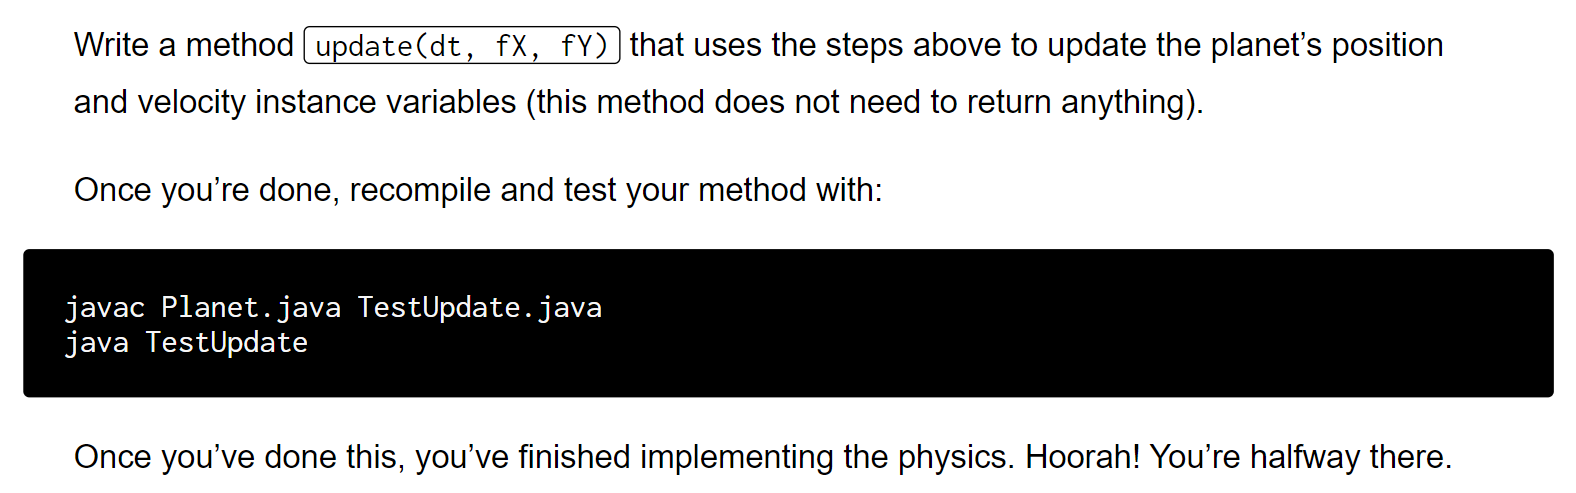 Write a method update(dt, fX, fY) that uses the steps above to update the planet’s position
and velocity instance variables (this method does not need to return anything).
Once you’re done, recompile and test your method with:
javac Planet.java TestUpdate.java
java TestUpdate
Once you’ve done this, you’ve finished implementing the physics. Hoorah! You’re halfway there.